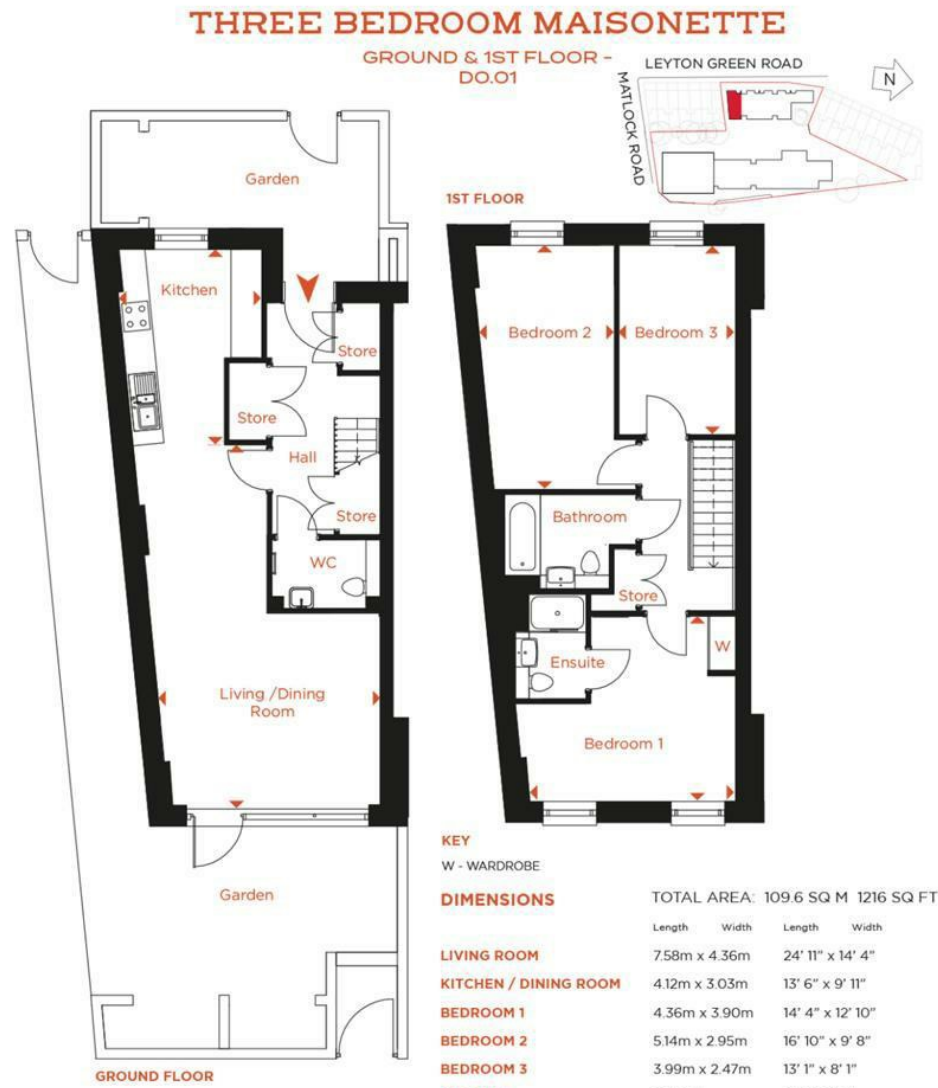 THREE BEDROOM MAISONETTE
GROUND & 1ST FLOOR -
D0.01
LEYTON GREEN ROAD
MATLOCK ROAD
N
Garden
1ST FLOOR
Kitchen
Store
Store
Hall
Store
WC
Living /Dining
Room
Garden
GROUND FLOOR
Bedroom 2
Bedroom 3
Bathroom
Store
W
Ensuite
Bedroom 1
KEY
W - WARDROBE
DIMENSIONS TOTAL AREA: 109.6 SQ M 1216 SQ FT
Length Width Length Width
LIVING ROOM 7.58m x 4.36m 24' 11" x 14' 4"
KITCHEN / DINING ROOM 4.12m x 3.03m 13' 6" x 9' 11"
BEDROOM 1 4.36m x 3.90m 14' 4" x 12' 10"
BEDROOM 2 5.14m x 2.95m 16' 10" x 9' 8"
BEDROOM 3 3.99m x 2.47m 13' 1" x 8' 1"